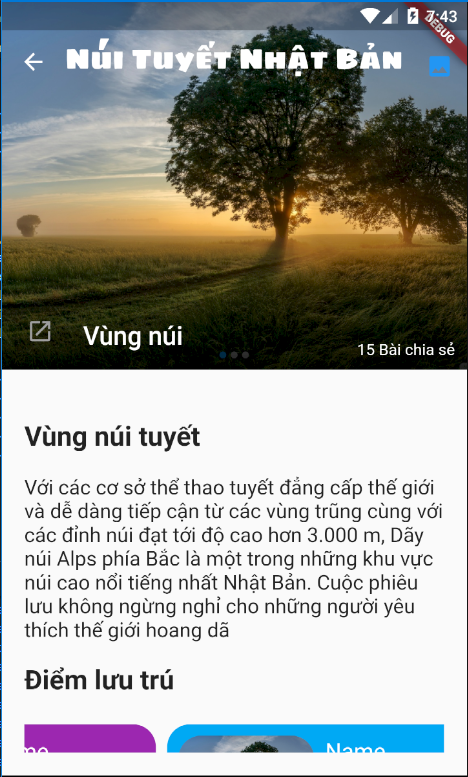 7:43
DEBUG
Núi Tuyết Nhật Bản
Vùng núi
15 Bài chia sẻ
Vùng núi tuyết
Với các cơ sở thể thao tuyết đẳng cấp thế giới
và dễ dàng tiếp cận từ các vùng trũng cùng với
các đỉnh núi đạt tới độ cao hơn 3.000 m, Dãy
núi Alps phía Bắc là một trong những khu vực
núi cao nổi tiếng nhất Nhật Bản. Cuộc phiêu
lưu không ngừng nghỉ cho những người yêu
thích thế giới hoang dã
Điểm lưu trú
me
Name